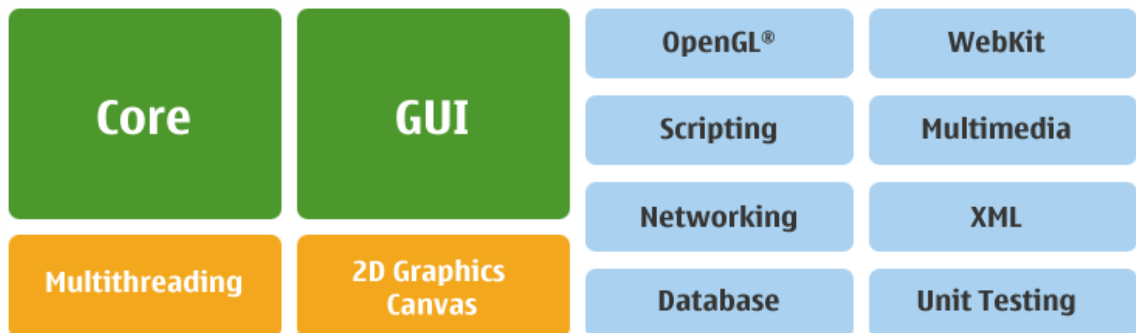 Core
GUI
Multithreading
2D Graphics
Canvas
OpenGL®
WebKit
Scripting
Multimedia
Networking
XML
Database
Unit Testing